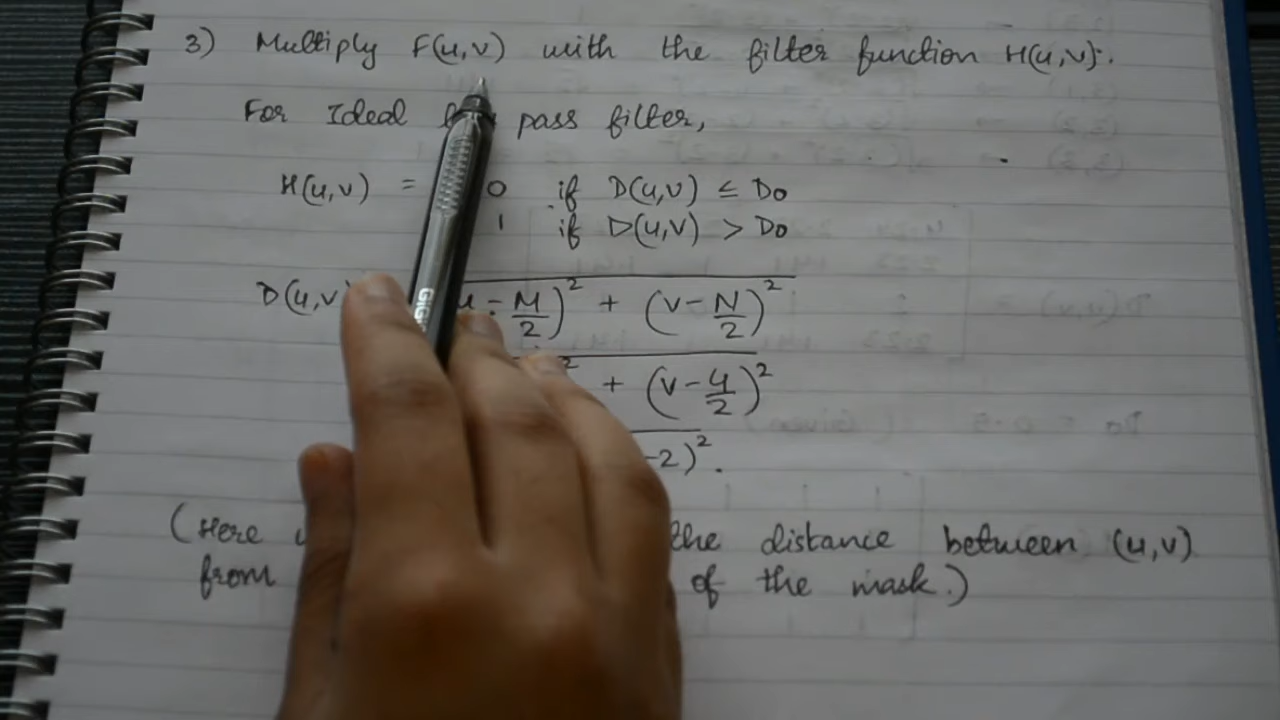 3) Multiply F(u,v) with the filter function H(u,v).
For Ideal pass filter,
H(u,v) = 0 if D(u,v) ≤ D0
1 if D(u,v) > D0
D(u,v) u - M/2)² + (v - N/2)²
² + (v - 4/2)²
-2)².
(Here the distance between (u,v)
from of the mask.)